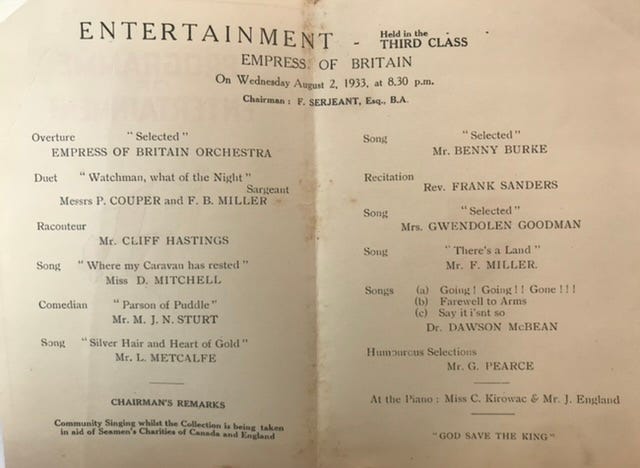 ENTERTAINMENT - Held in the THIRD CLASS
EMPRESS OF BRITAIN
On Wednesday August 2, 1933, at 8.30 p.m.
Chairman : F. SERJEANT, Esq., B.A.
Overture "Selected"
EMPRESS OF BRITAIN ORCHESTRA
Duet "Watchman, what of the Night"
Sargeant
Messrs P. COUPER and F. B. MILLER
Raconteur
Mr. CLIFF HASTINGS
Song "Where my Caravan has rested"
Miss D. MITCHELL
Comedian "Parson of Puddle"
Mr. M. J. N. STURT
Song "Silver Hair and Heart of Gold"
Mr. L. METCALFE
CHAIRMAN'S REMARKS
Community Singing whilst the Collection is being taken
in aid of Seamen's Charities of Canada and England
Song "Selected"
Mr. BENNY BURKE
Recitation
Rev. FRANK SANDERS
Song "Selected"
Mrs. GWENDOLEN GOODMAN
Song "There's a Land"
Mr. F. MILLER.
Songs (a) Going! Going!! Gone!!!
(b) Farewell to Arms
(c) Say it i'snt so
Dr. DAWSON McBEAN
Humourous Selections
Mr. G. PEARCE
At the Piano : Miss C. Kirowac & Mr. J. England
"GOD SAVE THE KING"